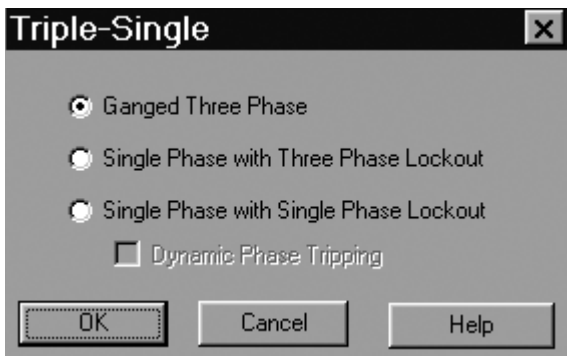 Triple-Single
Ganged Three Phase
Single Phase with Three Phase Lockout
Single Phase with Single Phase Lockout
Dynamic Phase Tripping
OK Cancel Help